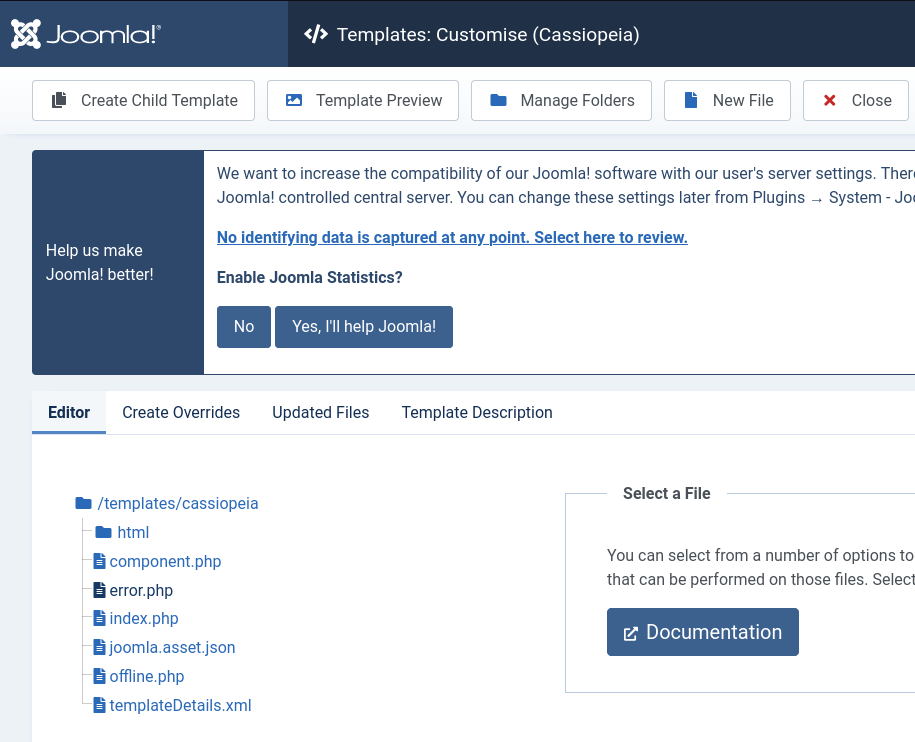 Joomla!®
Templates: Customise (Cassiopeia)
Create Child Template
Template Preview
Manage Folders
New File
Close
Help us make
Joomla! better!
We want to increase the compatibility of our Joomla! software with our user's server settings. There
Joomla! controlled central server. You can change these settings later from Plugins → System - Joo
No identifying data is captured at any point. Select here to review.
Enable Joomla Statistics?
No
Yes, I'll help Joomla!
Editor
Create Overrides
Updated Files
Template Description
/templates/cassiopeia
html
component.php
error.php
index.php
joomla.asset.json
offline.php
templateDetails.xml
Select a File
You can select from a number of options to
that can be performed on those files. Select
Documentation